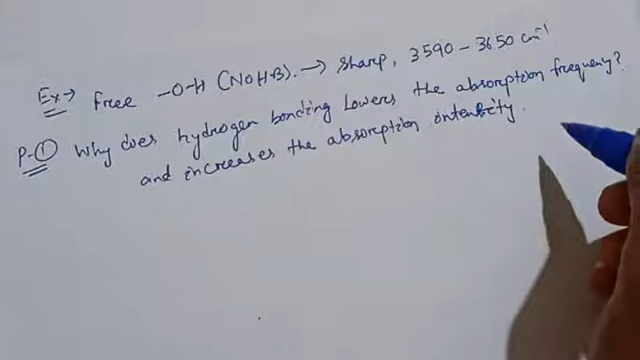 Ex→ Free -O-H (NO H.B). → Sharp, 3590 - 3650 cm⁻¹
P-① Why does hydrogen bonding Lowers the absorption frequency?
and increases the absorption intensity.